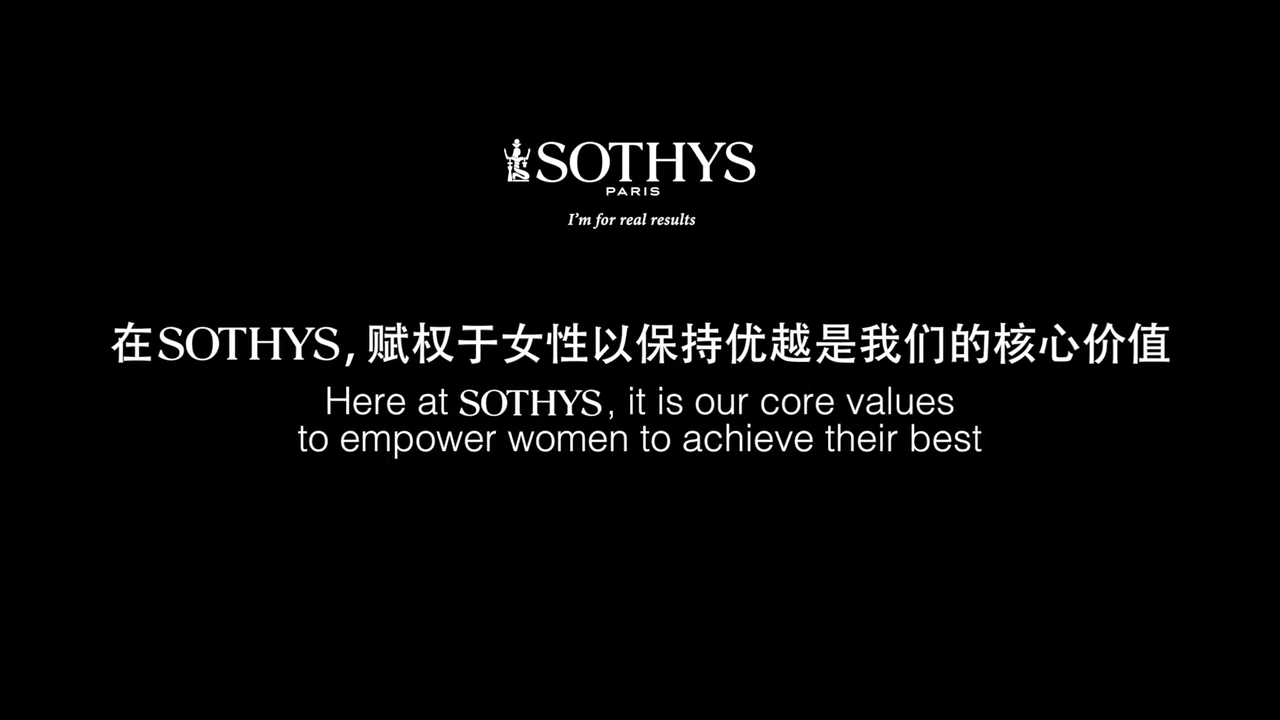 SOTHYS
PARIS
I'm for real results
在SOTHYS, 赋权于女性以保持优越是我们的核心价值
Here at SOTHYS, it is our core values
to empower women to achieve their best